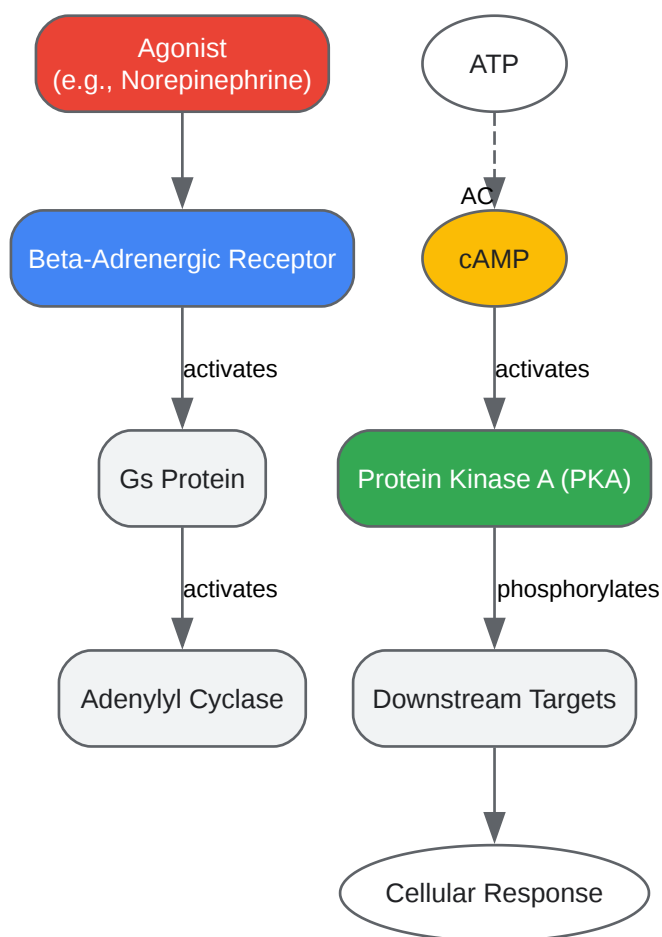 Agonist
(e.g., Norepinephrine)
Beta-Adrenergic Receptor
activates
Gs Protein
activates
Adenylyl Cyclase
ATP
AC
cAMP
activates
Protein Kinase A (PKA)
phosphorylates
Downstream Targets
Cellular Response